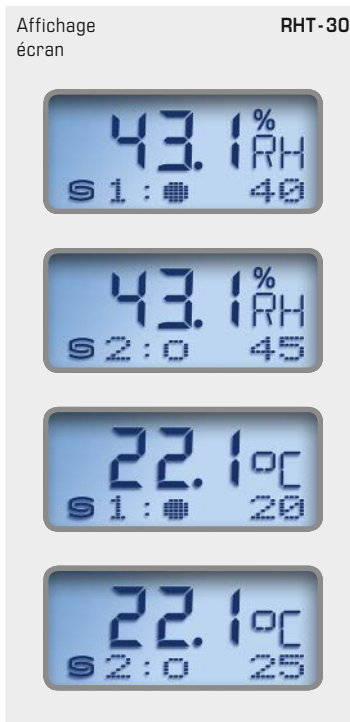 Affichage
écran
RHT-30
43.1 % RH
S1:● 40
43.1 % RH
S2:○ 45
22.1 °C
S1:● 20
22.1 °C
S2:○ 25